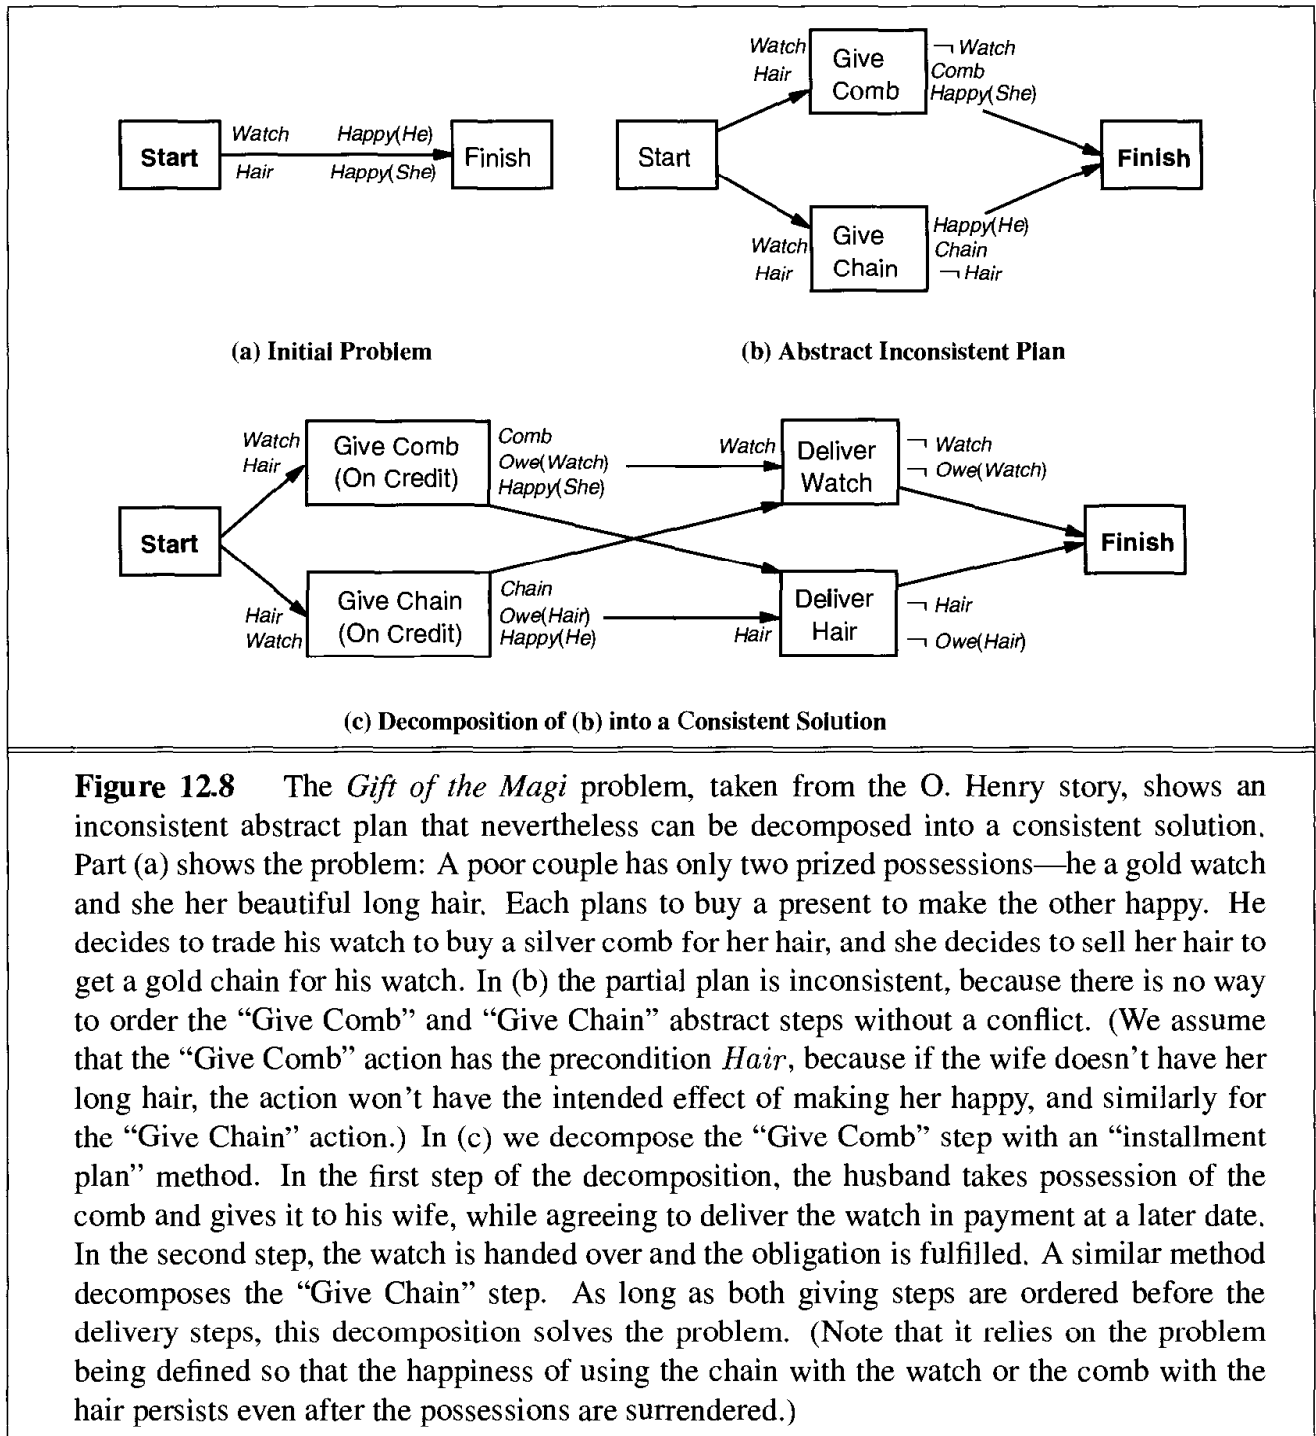 Start
Watch
Hair
Happy(He)
Happy(She)
Finish
(a) Initial Problem
Start
Watch
Hair
Give
Comb
¬ Watch
Comb
Happy(She)
Watch
Hair
Give
Chain
Happy(He)
Chain
¬ Hair
Finish
(b) Abstract Inconsistent Plan
Start
Watch
Hair
Give Comb
(On Credit)
Comb
Owe(Watch)
Happy(She)
Watch
Deliver
Watch
¬ Watch
¬ Owe(Watch)
Hair
Watch
Give Chain
(On Credit)
Chain
Owe(Hair)
Happy(He)
Hair
Deliver
Hair
¬ Hair
¬ Owe(Hair)
Finish
(c) Decomposition of (b) into a Consistent Solution
Figure 12.8 The Gift of the Magi problem, taken from the O. Henry story, shows an
inconsistent abstract plan that nevertheless can be decomposed into a consistent solution.
Part (a) shows the problem: A poor couple has only two prized possessions—he a gold watch
and she her beautiful long hair. Each plans to buy a present to make the other happy. He
decides to trade his watch to buy a silver comb for her hair, and she decides to sell her hair to
get a gold chain for his watch. In (b) the partial plan is inconsistent, because there is no way
to order the “Give Comb” and “Give Chain” abstract steps without a conflict. (We assume
that the “Give Comb” action has the precondition Hair, because if the wife doesn’t have her
long hair, the action won’t have the intended effect of making her happy, and similarly for
the “Give Chain” action.) In (c) we decompose the “Give Comb” step with an “installment
plan” method. In the first step of the decomposition, the husband takes possession of the
comb and gives it to his wife, while agreeing to deliver the watch in payment at a later date.
In the second step, the watch is handed over and the obligation is fulfilled. A similar method
decomposes the “Give Chain” step. As long as both giving steps are ordered before the
delivery steps, this decomposition solves the problem. (Note that it relies on the problem
being defined so that the happiness of using the chain with the watch or the comb with the
hair persists even after the possessions are surrendered.)